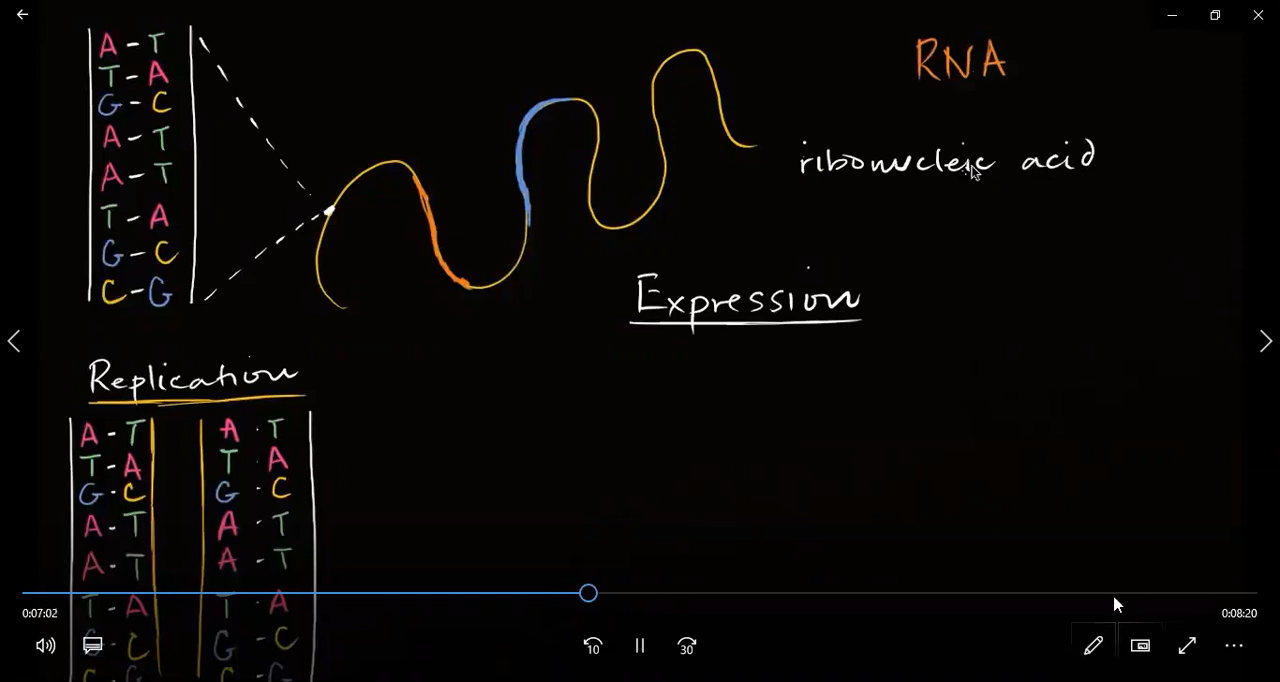 A - T
T - A
G - C
A - T
A - T
T - A
G - C
C - G
RNA
ribonucleic acid
Expression
Replication
A - T A · T
T - A T · A
G - C G · C
A - T A · T
A - T A - T
T - A T · A
G - C G - C
C - G C - G
0:07:02
0:08:20
10
30